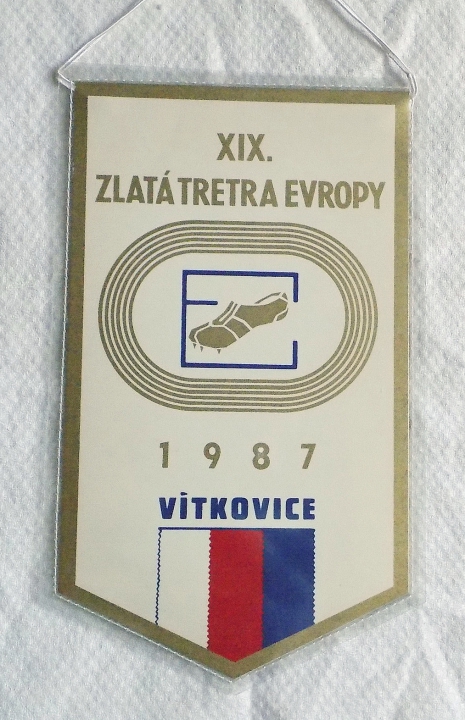 XIX.
ZLATÁ TRETRA EVROPY
1987
VÍTKOVICE